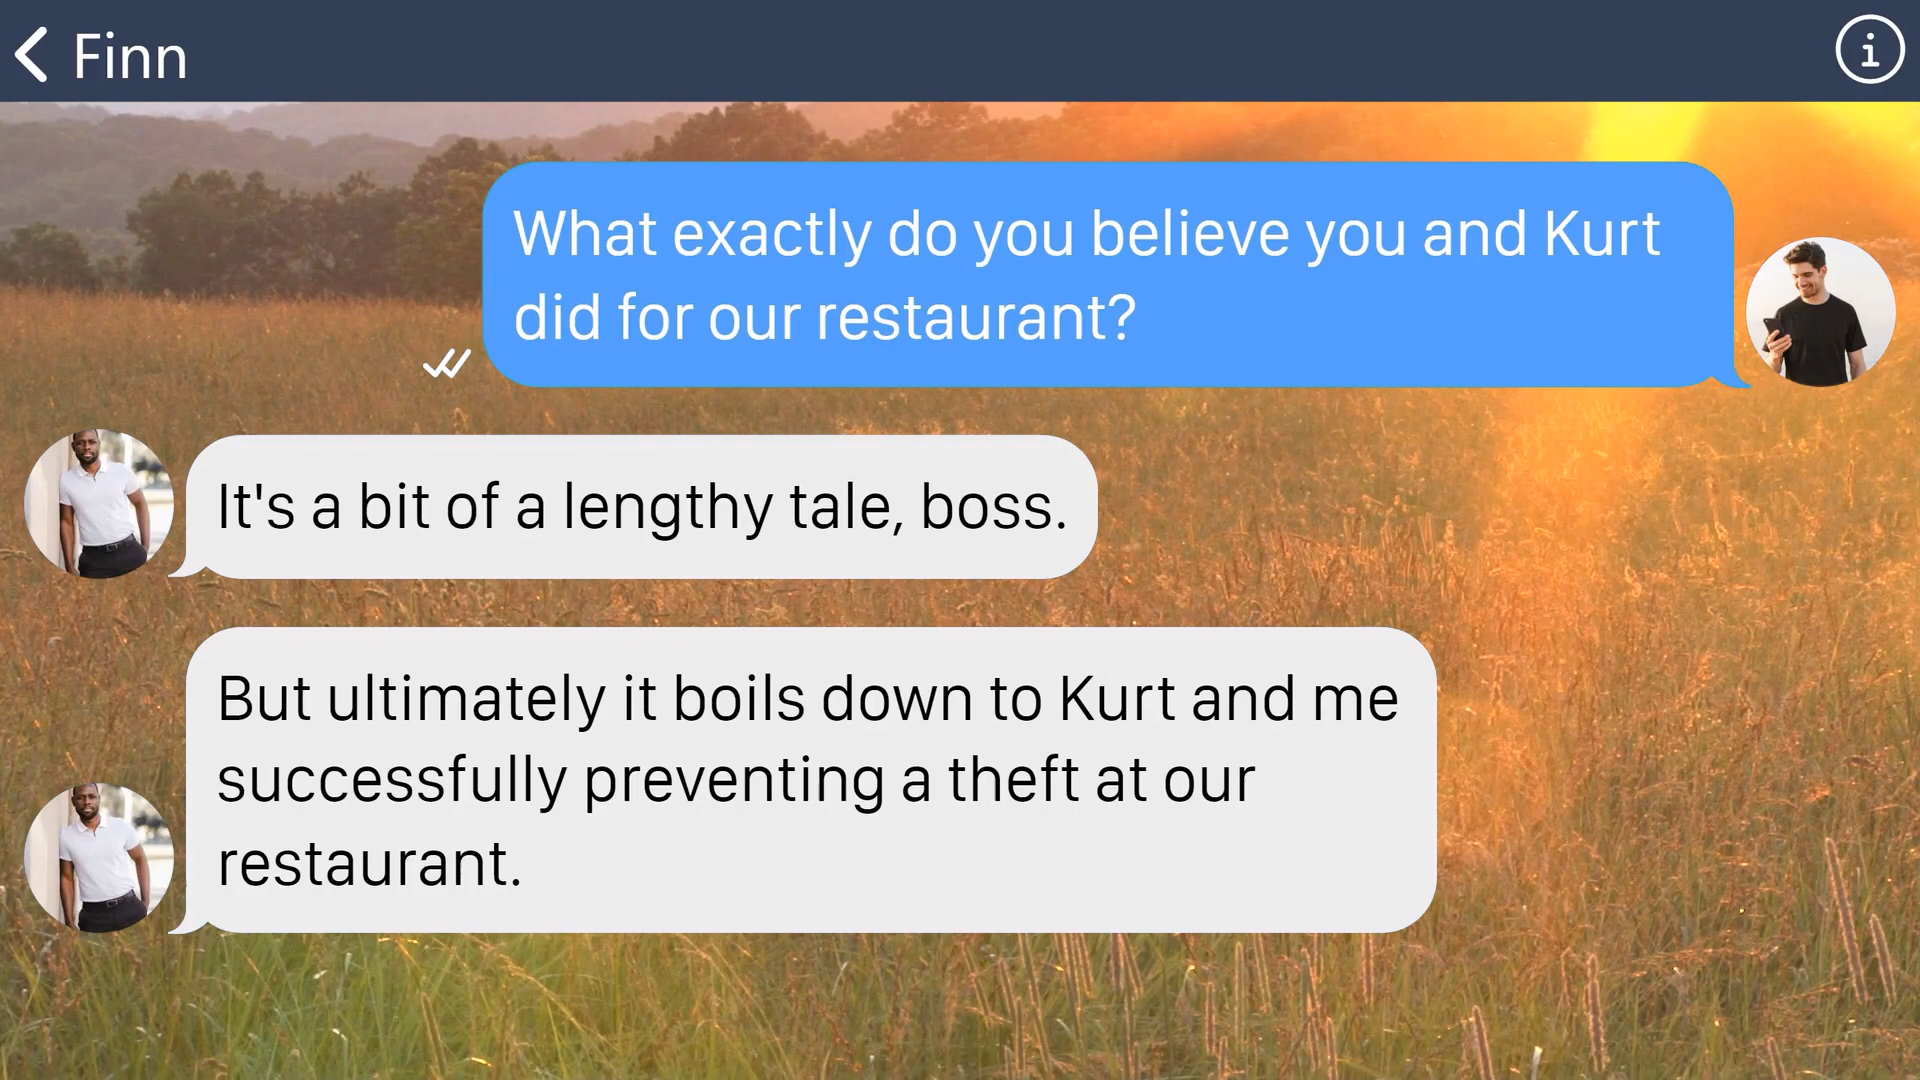 Finn
What exactly do you believe you and Kurt
did for our restaurant?
It's a bit of a lengthy tale, boss.
But ultimately it boils down to Kurt and me
successfully preventing a theft at our
restaurant.